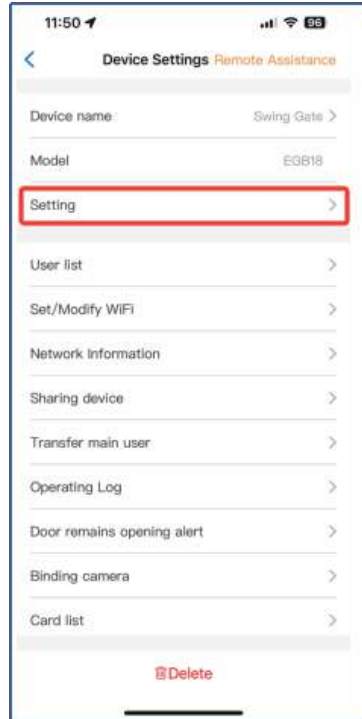 11:50 96
Device Settings Remote Assistance
Device name Swing Gate
Model EGB18
Setting
User list
Set/Modify WiFi
Network Information
Sharing device
Transfer main user
Operating Log
Door remains opening alert
Binding camera
Card list
Delete